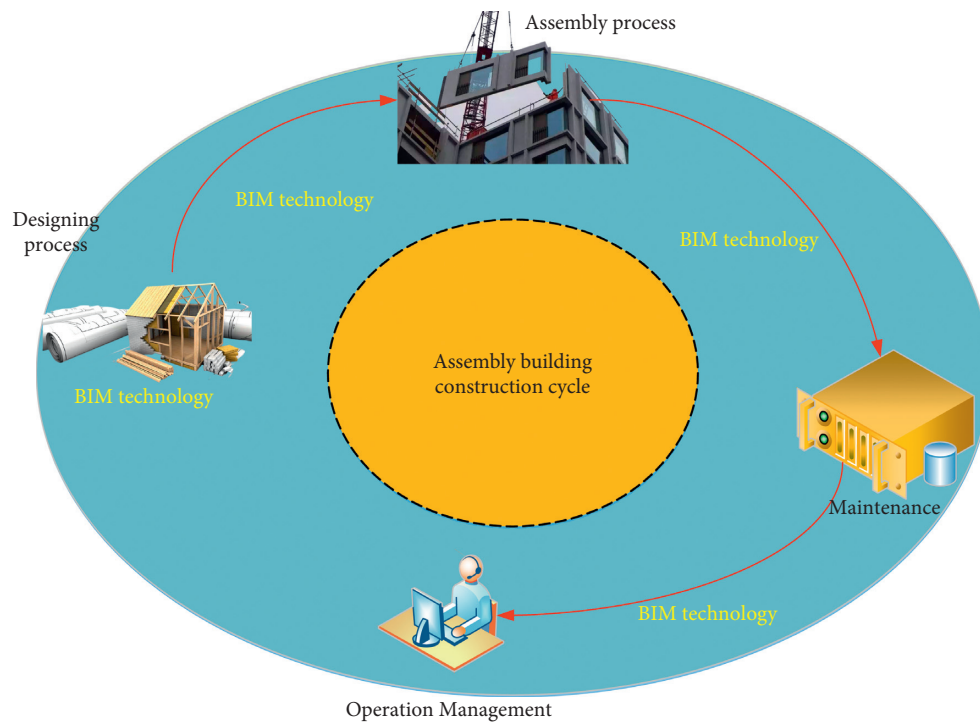 Assembly process
BIM technology
Designing
process
BIM technology
BIM technology
Assembly building
construction cycle
Maintenance
BIM technology
Operation Management